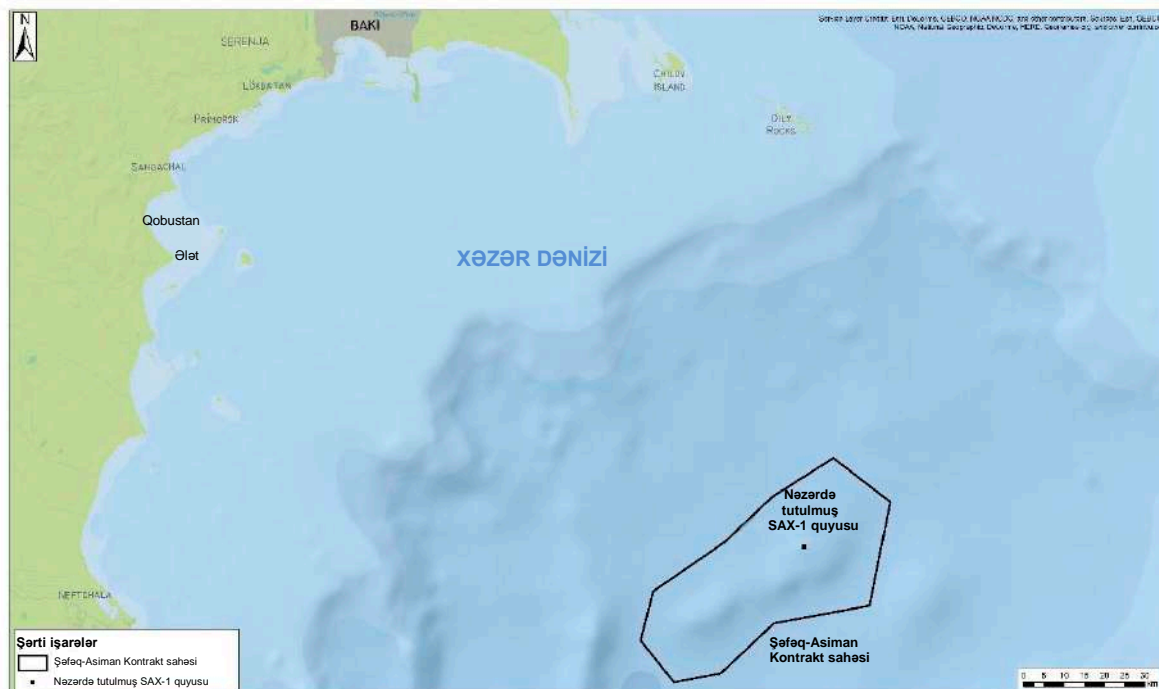 N
BAKI
SERENJA
LÖKBATAN
PRIMORSK
SANGACHAL
Qobustan
Ələt
CHILOV
ISLAND
OILY
ROCKS
XƏZƏR DƏNİZİ
Nəzərdə
tutulmuş
SAX-1 quyusu
NEFTCHALA
Şəfəq-Asiman
Kontrakt sahəsi
Şərti işarələr
Şəfəq-Asiman Kontrakt sahəsi
Nəzərdə tutulmuş SAX-1 quyusu
0 5 10 15 20 25 30
km